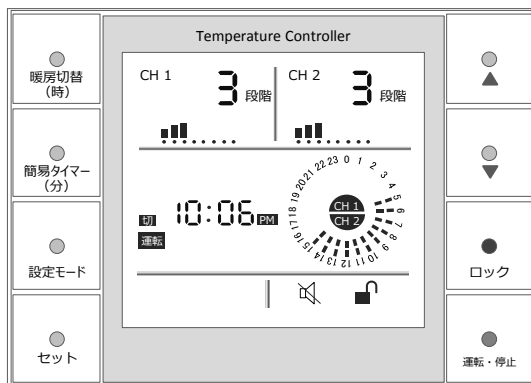 Temperature Controller
暖房切替
(時)
簡易タイマー
(分)
設定モード
セット
CH 1
3 段階
CH 2
3 段階
切 10:06 PM
運転
0 1 2 3 4 5 6 7 8 9 10 11 12 13 14 15 16 17 18 19 20 21 22 23
CH 1
CH 2
▲
▼
ロック
運転・停止